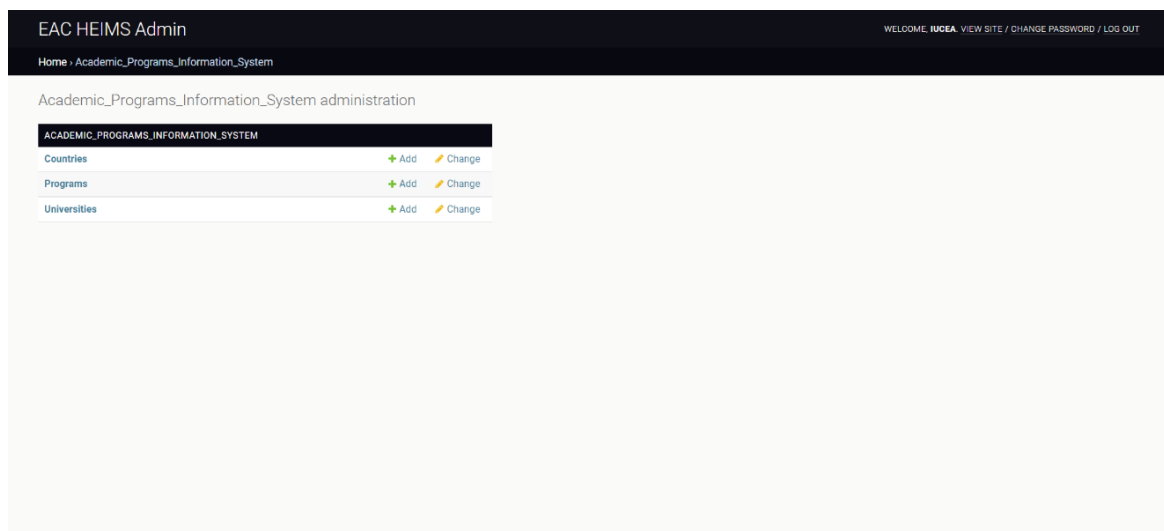 EAC HEIMS Admin
WELCOME, IUCEA. VIEW SITE / CHANGE PASSWORD / LOG OUT
Home › Academic_Programs_Information_System
Academic_Programs_Information_System administration
ACADEMIC_PROGRAMS_INFORMATION_SYSTEM
Countries + Add Change
Programs + Add Change
Universities + Add Change